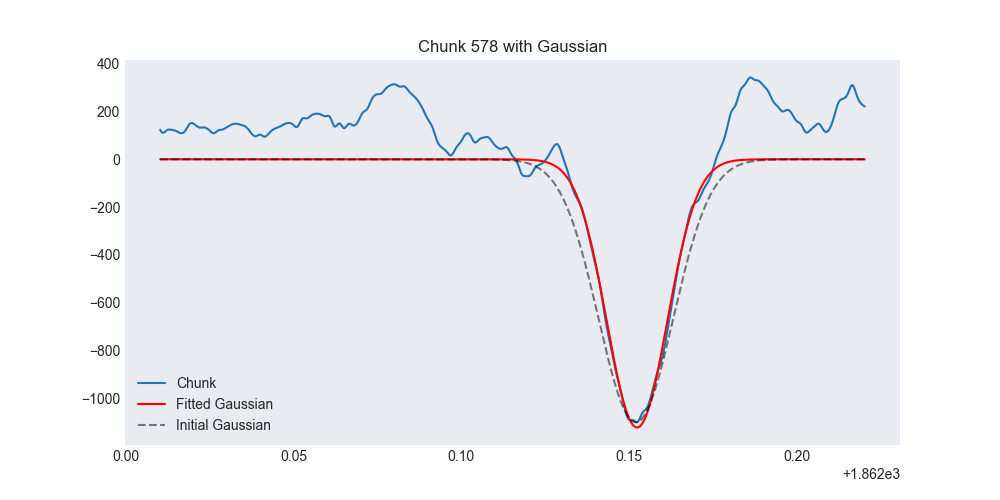 Chunk 578 with Gaussian
400
200
0
−200
−400
−600
−800
−1000
Chunk
Fitted Gaussian
Initial Gaussian
0.00 0.05 0.10 0.15 0.20
+1.862e3